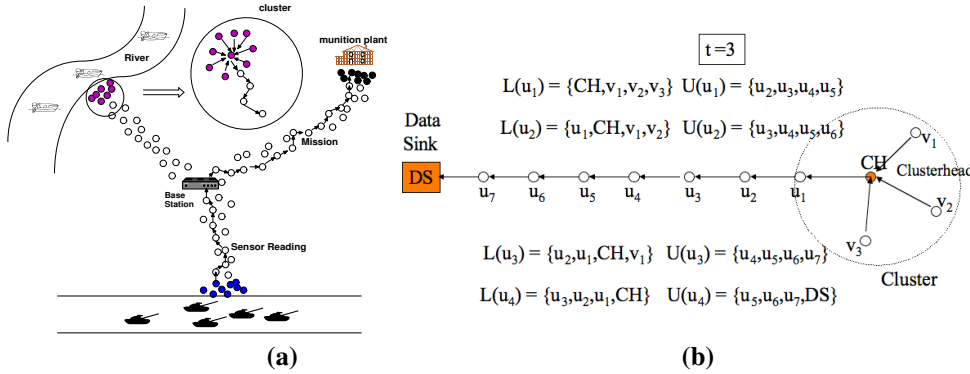 cluster
munition plant
River
Mission
Base
Station
Sensor Reading
(a)
t=3
L(u₁) = {CH,v₁,v₂,v₃} U(u₁) = {u₂,u₃,u₄,u₅}
L(u₂) = {u₁,CH,v₁,v₂} U(u₂) = {u₃,u₄,u₅,u₆}
Data
Sink
DS
u₇ u₆ u₅ u₄ u₃ u₂ u₁
CH
Clusterhead
v₁
v₂
v₃
Cluster
L(u₃) = {u₂,u₁,CH,v₁} U(u₃) = {u₄,u₅,u₆,u₇}
L(u₄) = {u₃,u₂,u₁,CH} U(u₄) = {u₅,u₆,u₇,DS}
(b)